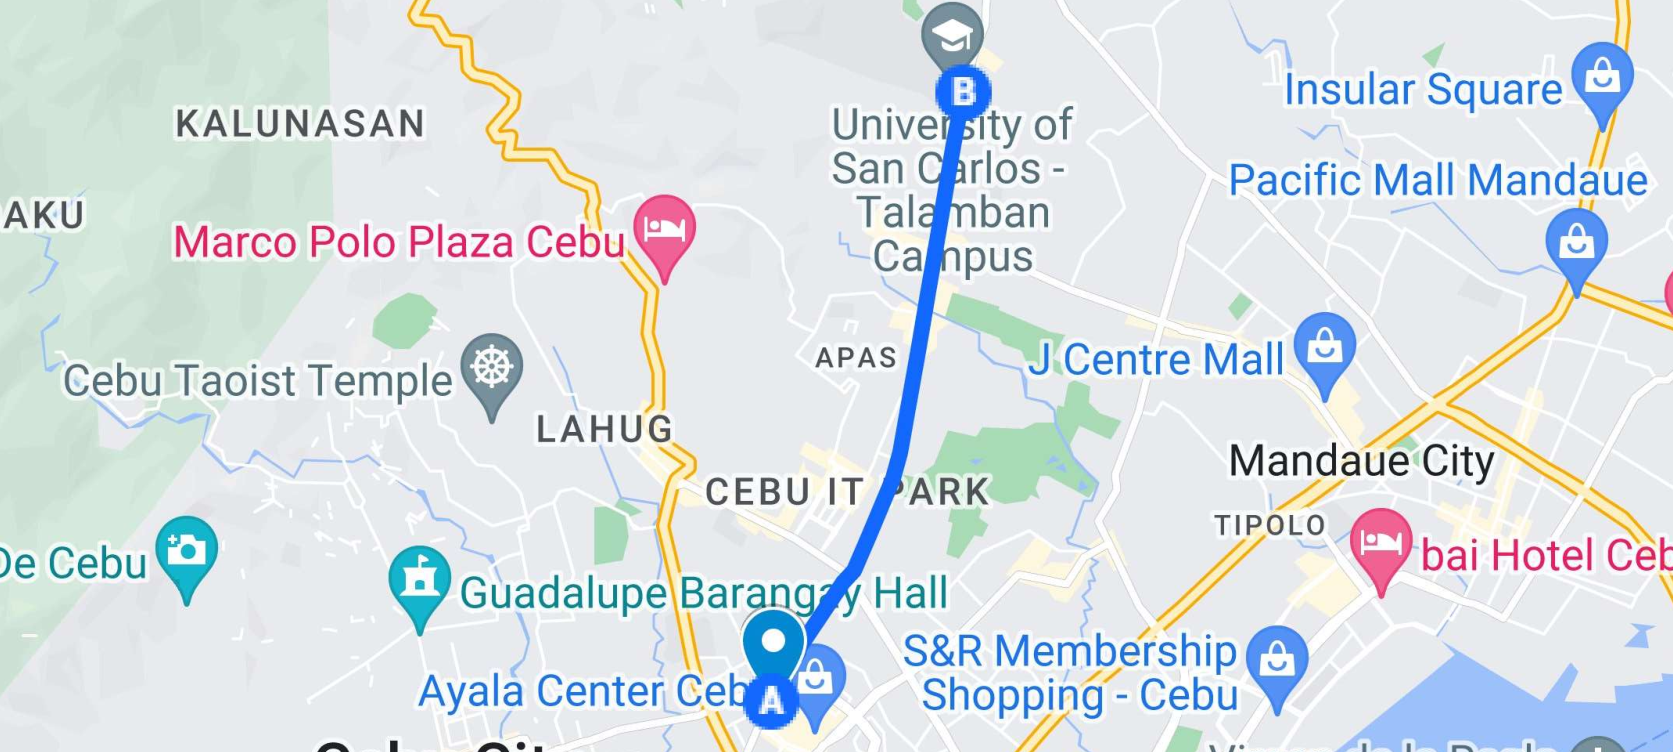 B
University of
San Carlos -
Talamban
Campus
Insular Square
KALUNASAN
Pacific Mall Mandaue
AKU
Marco Polo Plaza Cebu
APAS
J Centre Mall
Cebu Taoist Temple
LAHUG
Mandaue City
CEBU IT PARK
TIPOLO
De Cebu
bai Hotel Ceb
Guadalupe Barangay Hall
S&R Membership
Shopping - Cebu
Ayala Center Ceb
A